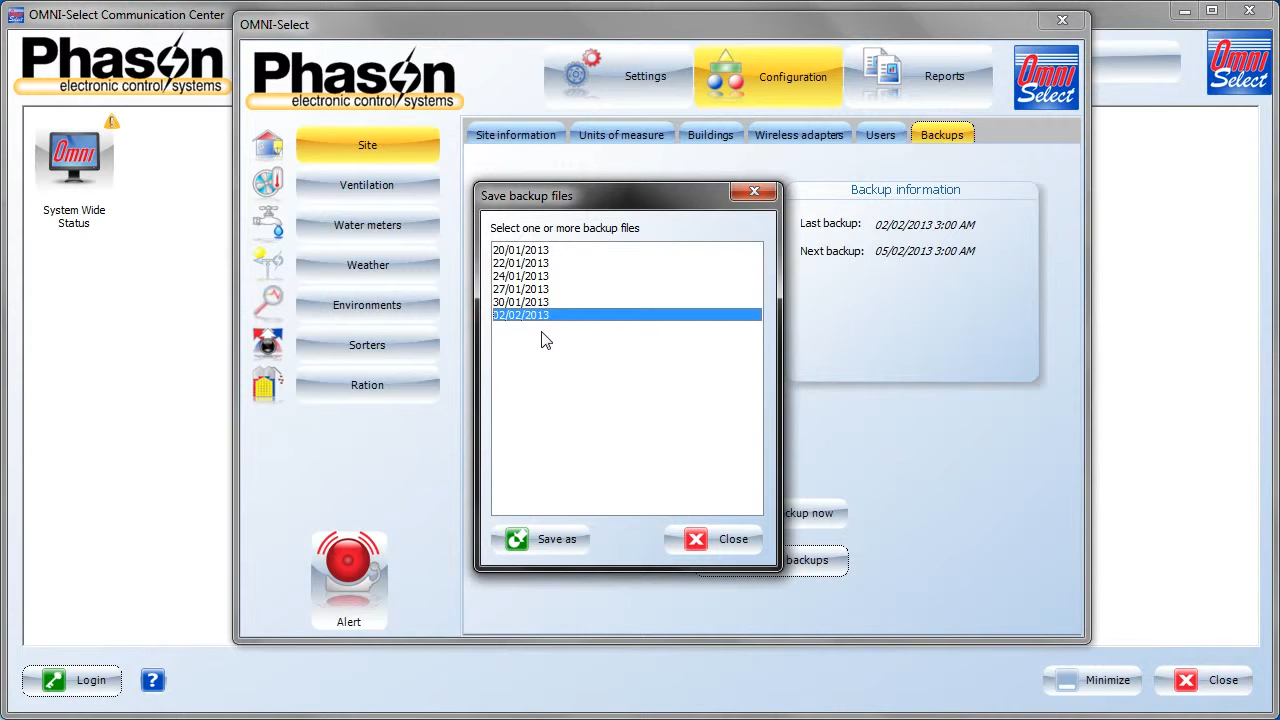 OMNI-Select Communication Center
OMNI-Select
Phason
electronic control systems
Phason
electronic control systems
Settings
Configuration
Reports
Omni
Select
Omni
Select
Site information
Units of measure
Buildings
Wireless adapters
Users
Backups
Omni
System Wide
Status
Site
Ventilation
Water meters
Weather
Environments
Sorters
Ration
Alert
Save backup files
Select one or more backup files
20/01/2013
22/01/2013
24/01/2013
27/01/2013
30/01/2013
02/02/2013
Save as
Close
Backup information
Last backup: 02/02/2013 3:00 AM
Next backup: 05/02/2013 3:00 AM
ckup now
backups
Login
?
Minimize
Close